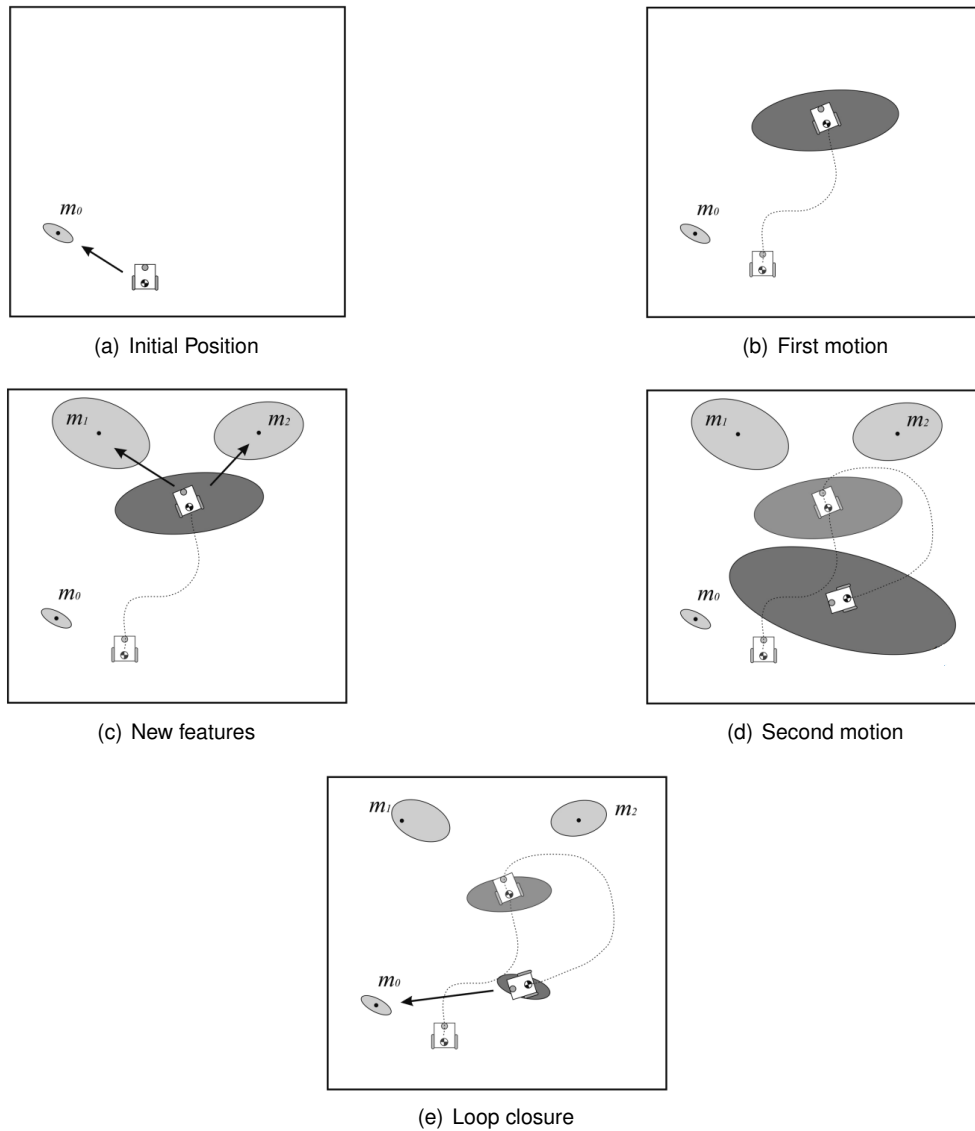 m0
(a) Initial Position
m0
(b) First motion
m1 m2
m0
(c) New features
m1 m2
m0
(d) Second motion
m1 m2
m0
(e) Loop closure